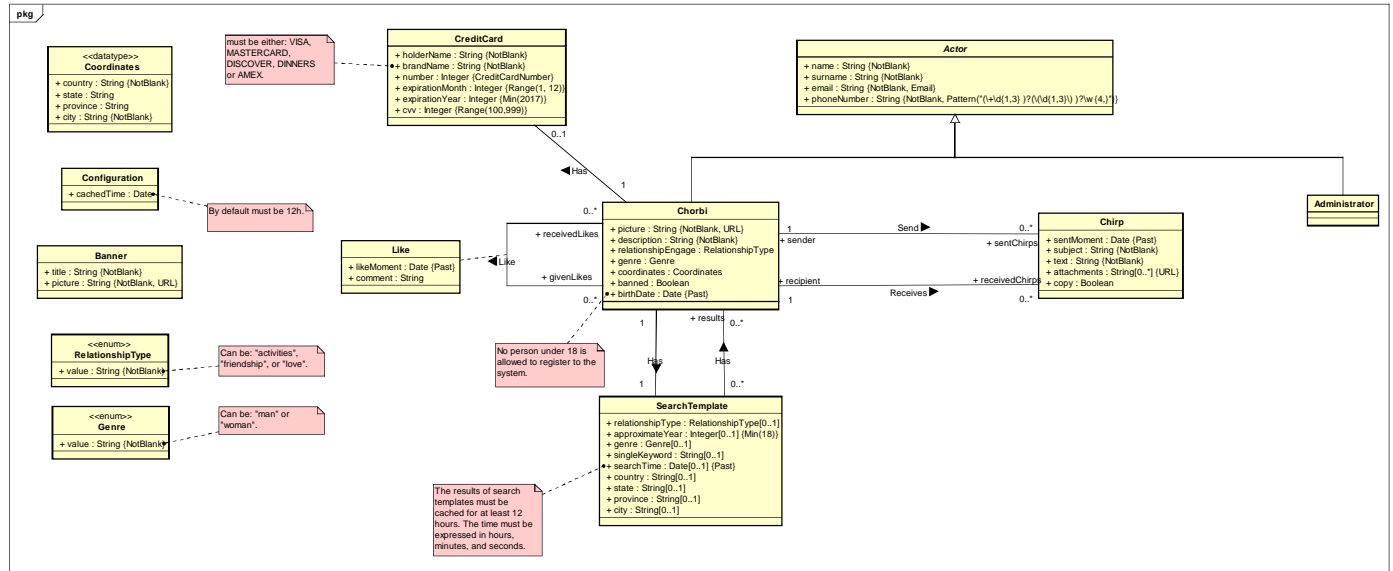 pkg
<<datatype>>
Coordinates
+ country : String {NotBlank}
+ state : String
+ province : String
+ city : String {NotBlank}
must be either: VISA,
MASTERCARD,
DISCOVER, DINNERS
or AMEX.
CreditCard
+ holderName : String {NotBlank}
+ brandName : String {NotBlank}
+ number : Integer {CreditCardNumber}
+ expirationMonth : Integer {Range(1, 12)}
+ expirationYear : Integer {Min(2017)}
+ cvv : Integer {Range(100,999)}
Actor
+ name : String {NotBlank}
+ surname : String {NotBlank}
+ email : String {NotBlank, Email}
+ phoneNumber : String {NotBlank, Pattern("(\+\d{1,3} )?(\(\d{1,3}\) )?\w{4,}")}
0..1
Has
1
Configuration
+ cachedTime : Date
By default must be 12h.
Banner
+ title : String {NotBlank}
+ picture : String {NotBlank, URL}
Like
+ likeMoment : Date {Past}
+ comment : String
0..*
+ receivedLikes
Like
+ givenLikes
0..*
Chorbi
+ picture : String {NotBlank, URL}
+ description : String {NotBlank}
+ relationshipEngage : RelationshipType
+ genre : Genre
+ coordinates : Coordinates
+ banned : Boolean
+ birthDate : Date {Past}
1
+ sender
Send
0..*
+ sentChirps
+ recipient
1
Receives
+ receivedChirps
0..*
Chirp
+ sentMoment : Date {Past}
+ subject : String {NotBlank}
+ text : String {NotBlank}
+ attachments : String[0..*] {URL}
+ copy : Boolean
Administrator
<<enum>>
RelationshipType
+ value : String {NotBlank}
Can be: "activities",
"friendship", or "love".
<<enum>>
Genre
+ value : String {NotBlank}
Can be: "man" or
"woman".
No person under 18 is
allowed to register to the
system.
1
Has
1
+ results
0..*
Has
0..*
SearchTemplate
+ relationshipType : RelationshipType[0..1]
+ approximateYear : Integer[0..1] {Min(18)}
+ genre : Genre[0..1]
+ singleKeyword : String[0..1]
+ searchTime : Date[0..1] {Past}
+ country : String[0..1]
+ state : String[0..1]
+ province : String[0..1]
+ city : String[0..1]
The results of search
templates must be
cached for at least 12
hours. The time must be
expressed in hours,
minutes, and seconds.